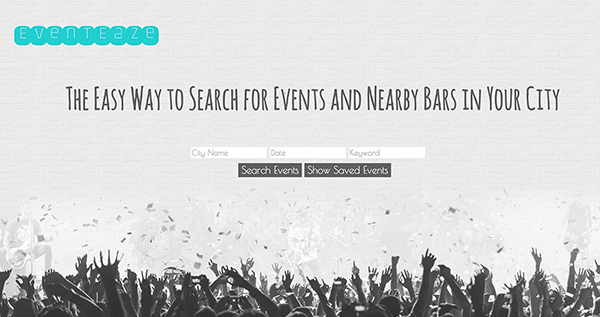 EVENTEAZE
The Easy Way to Search for Events and Nearby Bars in Your City
City Name Date Keyword
Search Events Show Saved Events